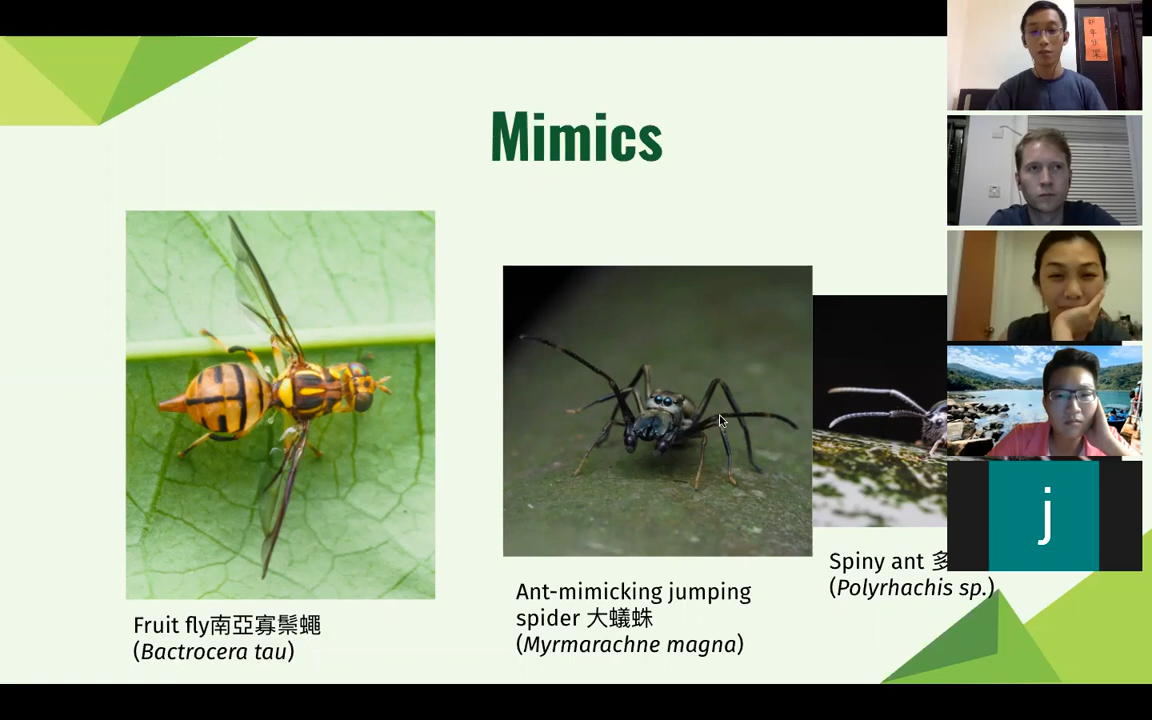 Mimics
Fruit fly南亞寡鬃蠅
(Bactrocera tau)
Ant-mimicking jumping
spider 大蟻蛛
(Myrmarachne magna)
Spiny ant 多
(Polyrhachis sp.)
j